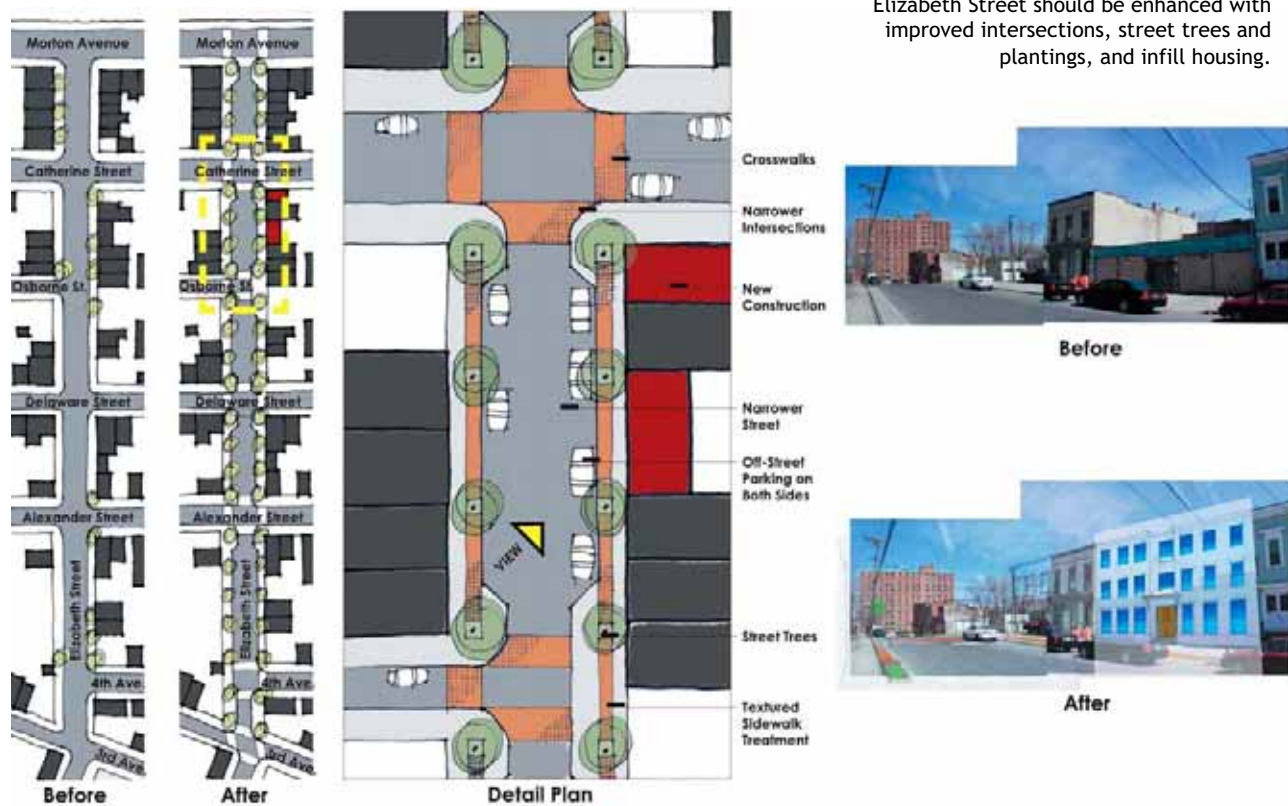 Elizabeth Street should be enhanced with
improved intersections, street trees and
plantings, and infill housing.
Morton Avenue
Catherine Street
Osborne St.
Delaware Street
Alexander Street
Elizabeth Street
4th Ave.
3rd Ave.
Before
Morton Avenue
Catherine Street
Osborne St.
Delaware Street
Alexander Street
Elizabeth Street
4th Ave.
3rd Ave.
After
VIEW
Crosswalks
Narrower
Intersections
New
Construction
Narrower
Street
Off-Street
Parking on
Both Sides
Street Trees
Textured
Sidewalk
Treatment
Detail Plan
Before
After